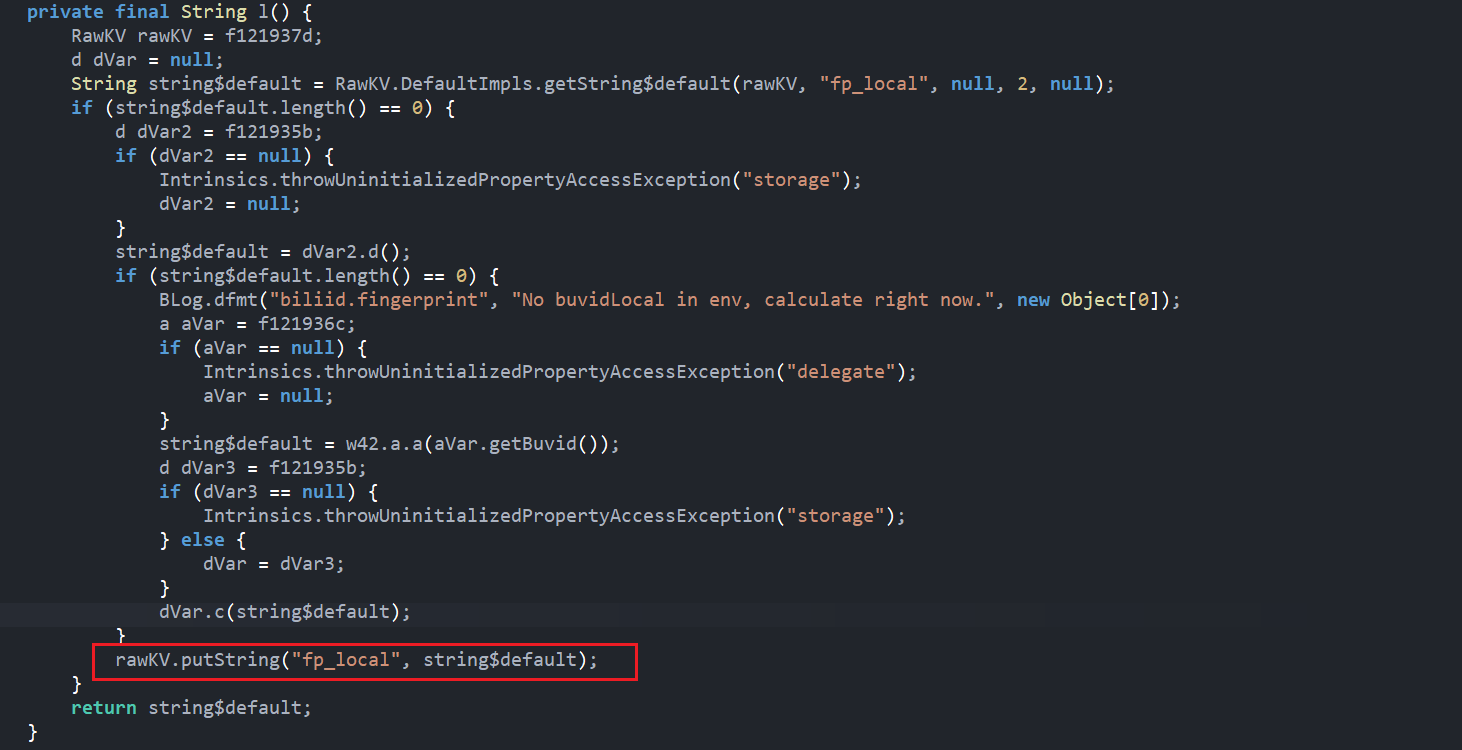 private final String l() {
    RawKV rawKV = f121937d;
    d dVar = null;
    String string$default = RawKV.DefaultImpls.getString$default(rawKV, "fp_local", null, 2, null);
    if (string$default.length() == 0) {
        d dVar2 = f121935b;
        if (dVar2 == null) {
            Intrinsics.throwUninitializedPropertyAccessException("storage");
            dVar2 = null;
        }
        string$default = dVar2.d();
        if (string$default.length() == 0) {
            BLog.dfmt("biliid.fingerprint", "No buvidLocal in env, calculate right now.", new Object[0]);
            a aVar = f121936c;
            if (aVar == null) {
                Intrinsics.throwUninitializedPropertyAccessException("delegate");
                aVar = null;
            }
            string$default = w42.a.a(aVar.getBuvid());
            d dVar3 = f121935b;
            if (dVar3 == null) {
                Intrinsics.throwUninitializedPropertyAccessException("storage");
            } else {
                dVar = dVar3;
            }
            dVar.c(string$default);
        }
        rawKV.putString("fp_local", string$default);
    }
    return string$default;
}